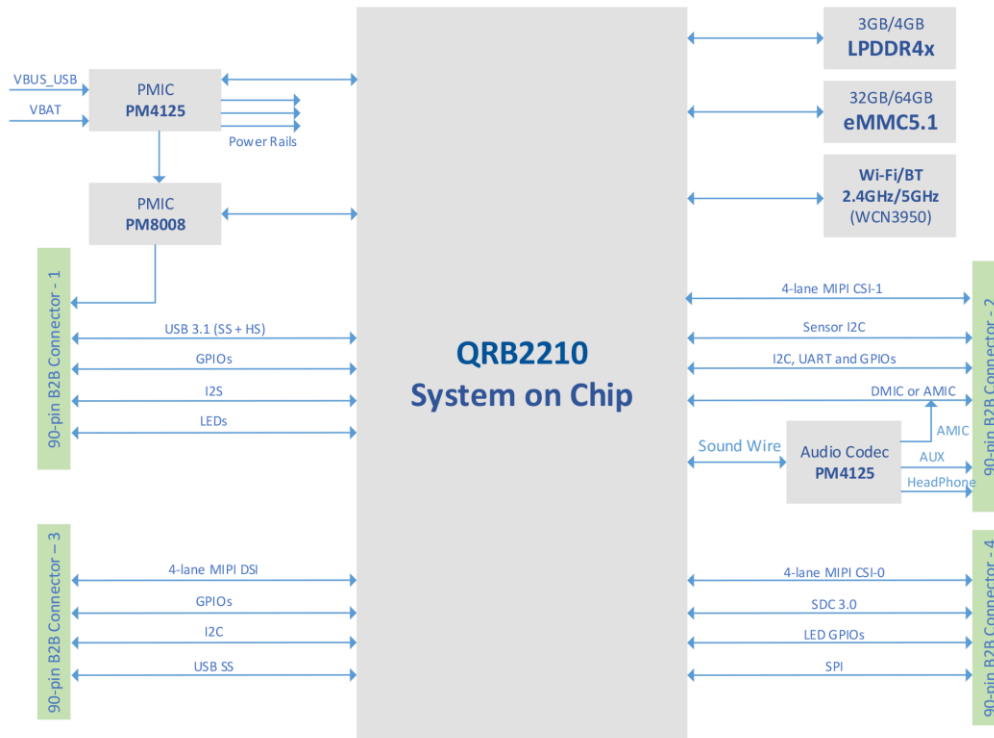 VBUS_USB
VBAT
PMIC
PM4125
Power Rails
PMIC
PM8008
90-pin B2B Connector - 1
USB 3.1 (SS + HS)
GPIOs
I2S
LEDs
90-pin B2B Connector – 3
4-lane MIPI DSI
GPIOs
I2C
USB SS
QRB2210
System on Chip
3GB/4GB
LPDDR4x
32GB/64GB
eMMC5.1
Wi-Fi/BT
2.4GHz/5GHz
(WCN3950)
4-lane MIPI CSI-1
Sensor I2C
I2C, UART and GPIOs
DMIC or AMIC
Sound Wire
Audio Codec
PM4125
AMIC
AUX
HeadPhone
90-pin B2B Connector - 2
4-lane MIPI CSI-0
SDC 3.0
LED GPIOs
SPI
90-pin B2B Connector - 4